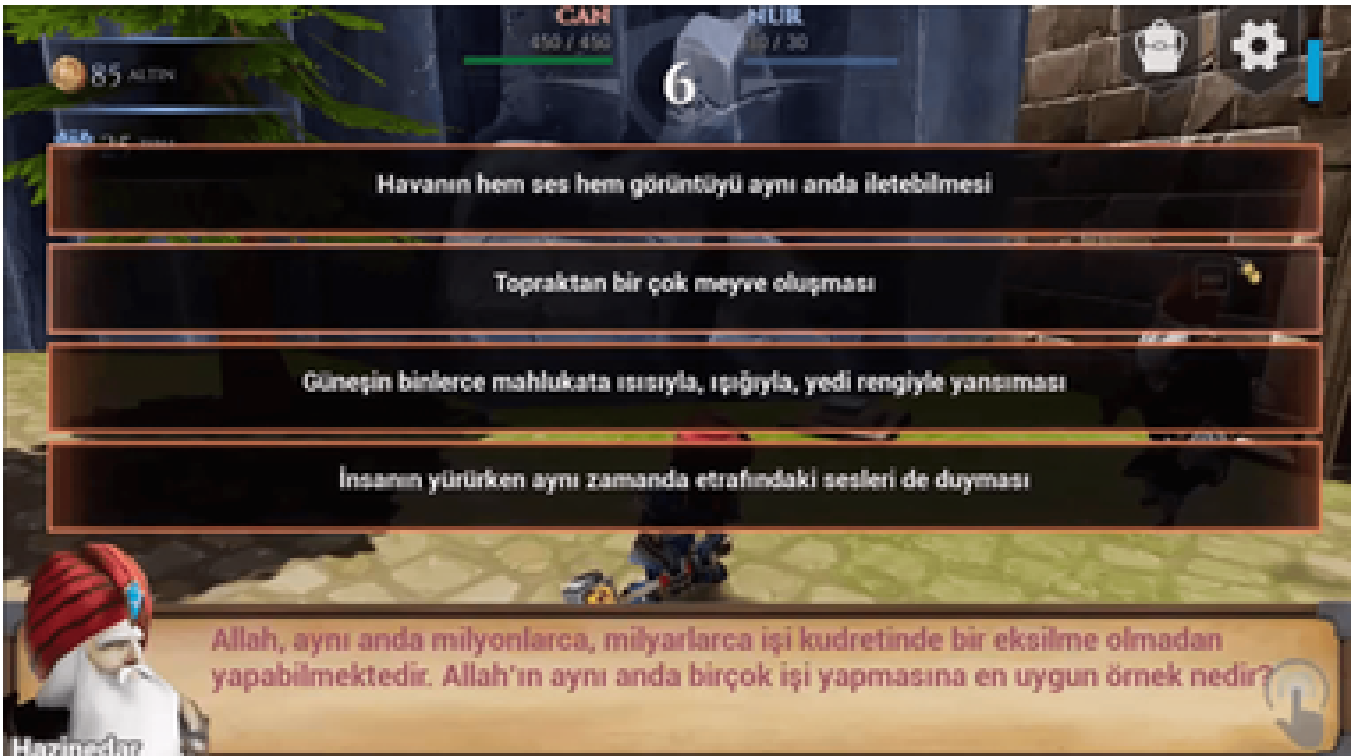 CAN
NUR
450 / 450
/ 30
6
85 ALTIN
Havanın hem ses hem görüntüyü aynı anda iletebilmesi
Topraktan bir çok meyve oluşması
Güneşin binlerce mahlukata ısısıyla, ışığıyla, yedi rengiyle yansıması
İnsanın yürürken aynı zamanda etrafındaki sesleri de duyması
Allah, aynı anda milyonlarca, milyarlarca işi kudretinde bir eksilme olmadan
yapabilmektedir. Allah'ın aynı anda birçok işi yapmasına en uygun örnek nedir?
Hazinedar